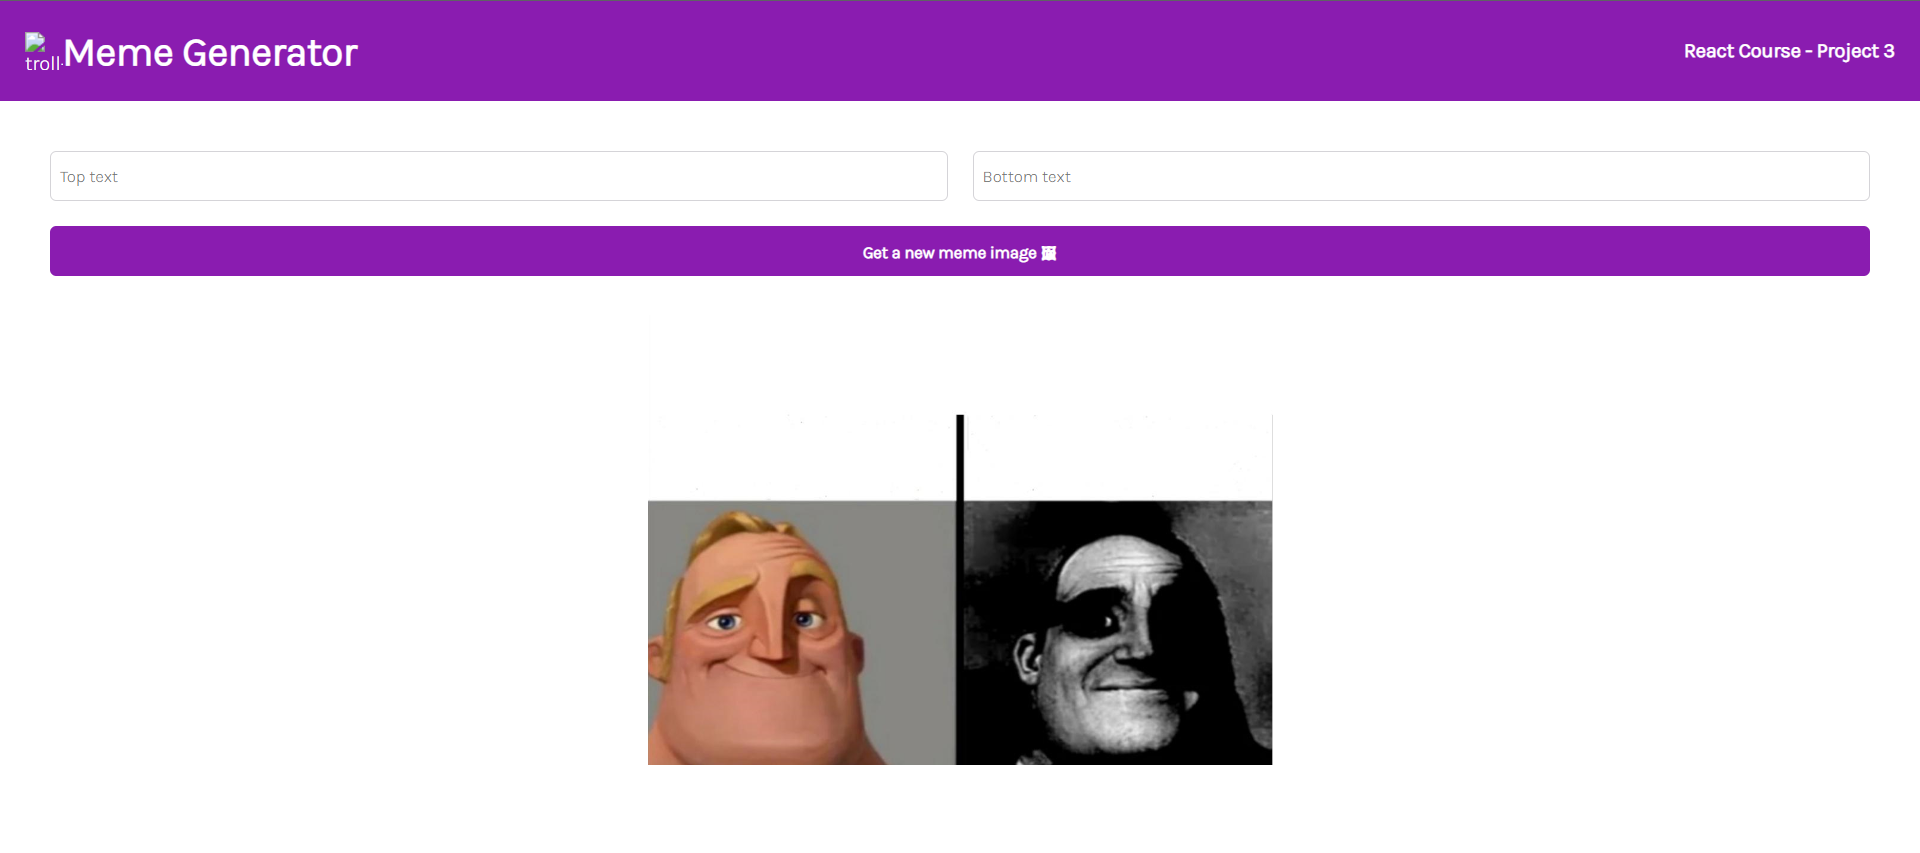 troll-
Meme Generator
React Course - Project 3
Top text
Bottom text
Get a new meme image 🖼